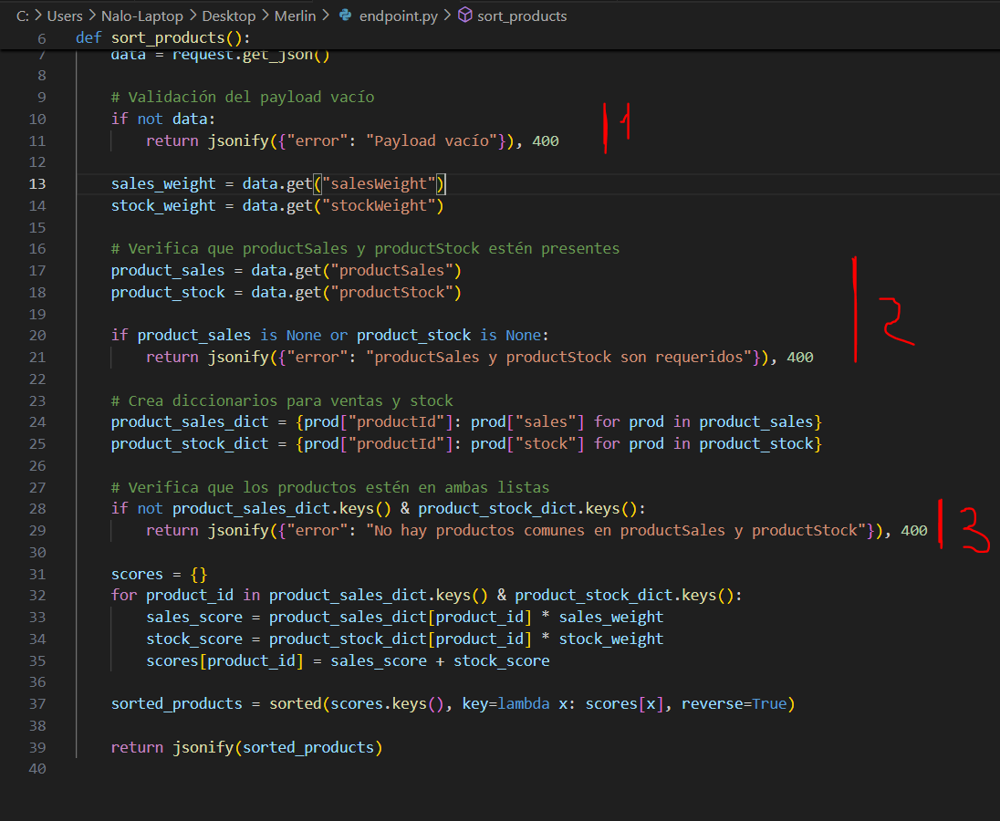 C: > Users > Nalo-Laptop > Desktop > Merlin > endpoint.py > sort_products
6 def sort_products():
7 data = request.get_json()
8
9 # Validación del payload vacío
10 if not data:
11 return jsonify({"error": "Payload vacío"}), 400
1
12
13 sales_weight = data.get("salesWeight")
14 stock_weight = data.get("stockWeight")
15
16 # Verifica que productSales y productStock estén presentes
17 product_sales = data.get("productSales")
18 product_stock = data.get("productStock")
19
20 if product_sales is None or product_stock is None:
21 return jsonify({"error": "productSales y productStock son requeridos"}), 400
2
22
23 # Crea diccionarios para ventas y stock
24 product_sales_dict = {prod["productId"]: prod["sales"] for prod in product_sales}
25 product_stock_dict = {prod["productId"]: prod["stock"] for prod in product_stock}
26
27 # Verifica que los productos estén en ambas listas
28 if not product_sales_dict.keys() & product_stock_dict.keys():
29 return jsonify({"error": "No hay productos comunes en productSales y productStock"}), 400
3
30
31 scores = {}
32 for product_id in product_sales_dict.keys() & product_stock_dict.keys():
33 sales_score = product_sales_dict[product_id] * sales_weight
34 stock_score = product_stock_dict[product_id] * stock_weight
35 scores[product_id] = sales_score + stock_score
36
37 sorted_products = sorted(scores.keys(), key=lambda x: scores[x], reverse=True)
38
39 return jsonify(sorted_products)
40